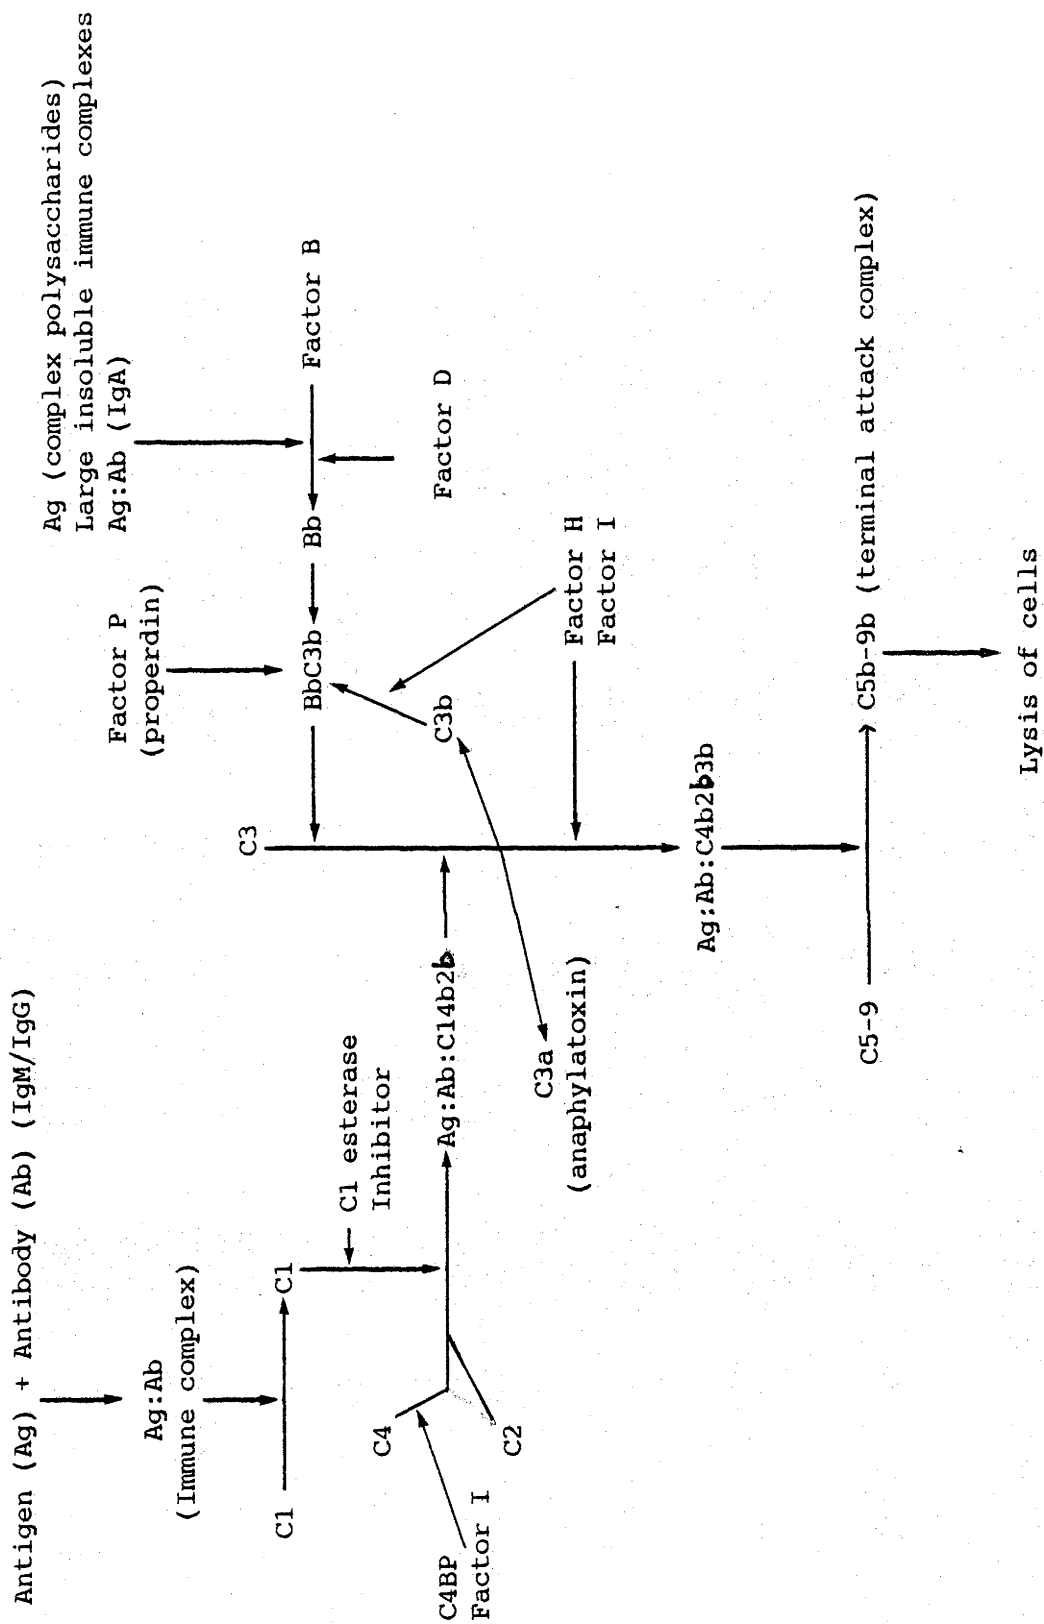 Antigen (Ag) + Antibody (Ab) (IgM/IgG)
Ag:Ab
(Immune complex)
C1
C1
C1 esterase
Inhibitor
C4
C2
C4BP
Factor I
Ag:Ab:C14b2b
C3
C3a
(anaphylatoxin)
C3b
Factor P
(properdin)
BbC3b
Bb
Factor B
Ag (complex polysaccharides)
Large insoluble immune complexes
Ag:Ab (IgA)
Factor D
Factor H
Factor I
Ag:Ab:C4b2b3b
C5-9
C5b-9b (terminal attack complex)
Lysis of cells